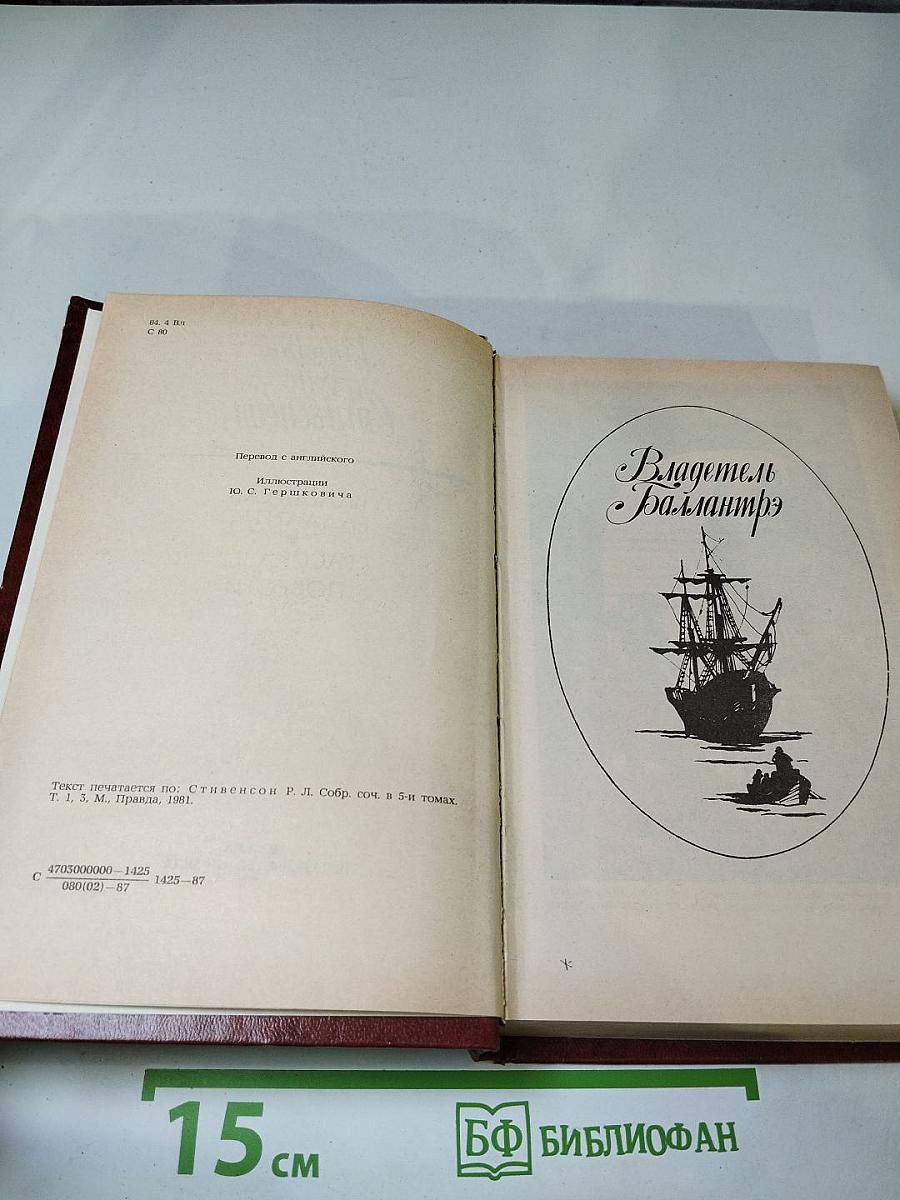 84. 4 Вл
С 80
Перевод с английского
Иллюстрации
Ю. С. Гершковича
Текст печатается по: Стивенсон Р. Л. Собр. соч. в 5-и томах.
Т. 1, 3, М., Правда, 1981.
С 4703000000—1425
080(02)—87 1425—87
Владетель
Баллантрэ
15 см
БФ БИБЛИОФАН